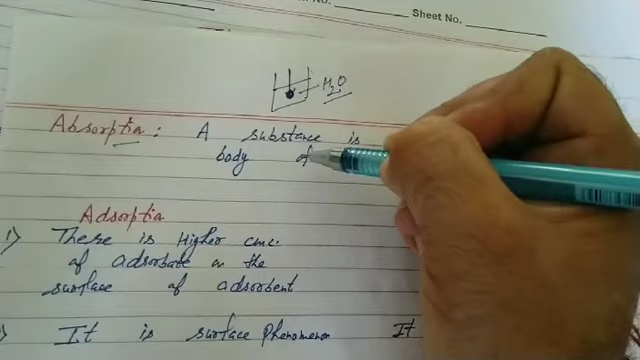 Sheet No.
H₂O
Absorptia : A substance is
body of
Adsorptia
1) There is Higher cnc.
of adsorbate on the
surface of adsorbent
It is surface Phenomenon It